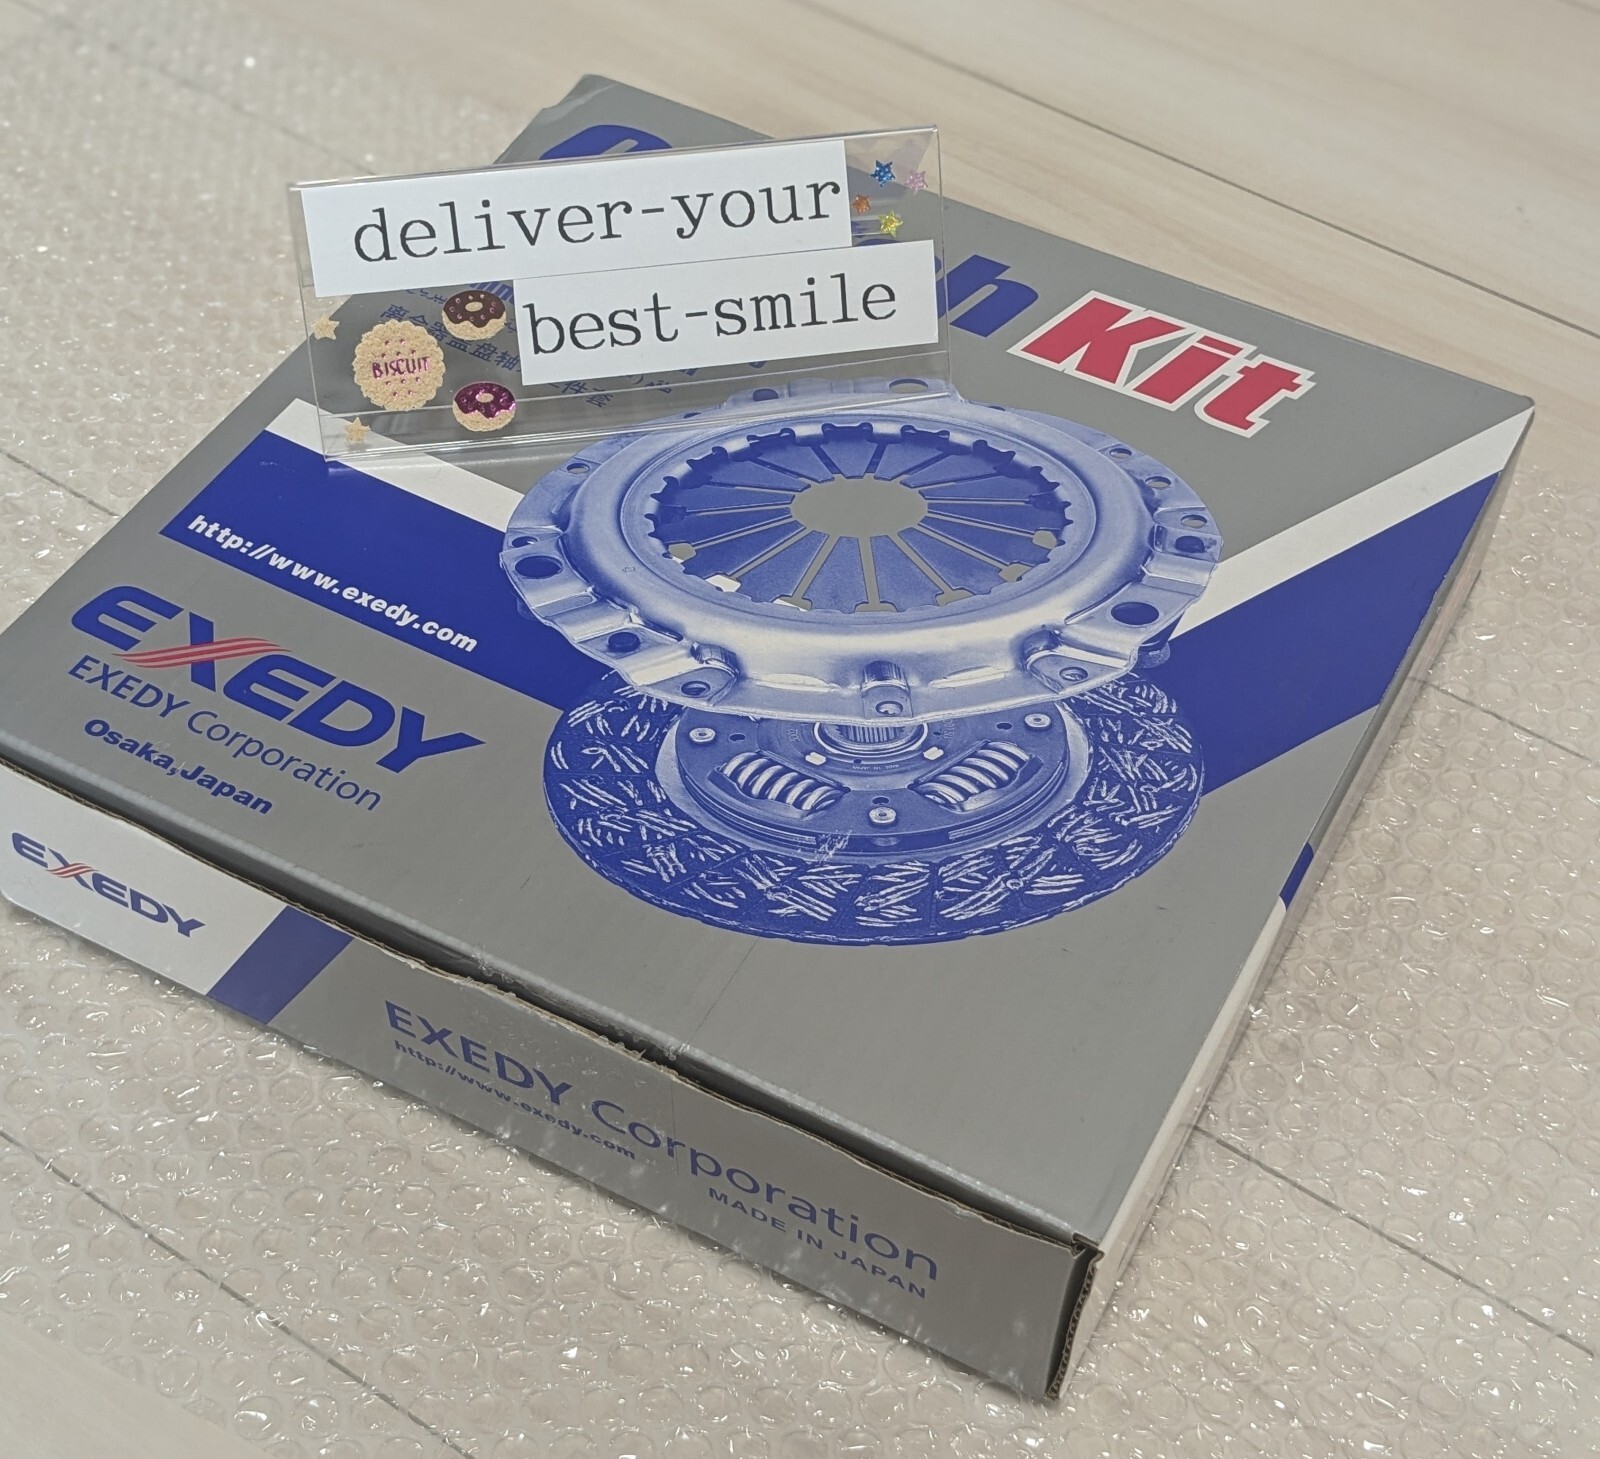 deliver-your
best-smile
BISCUIT
Kit
http://www.exedy.com
EXEDY
EXEDY Corporation
Osaka,Japan
EXEDY
EXEDY Corporation
http://www.exedy.com
MADE IN JAPAN